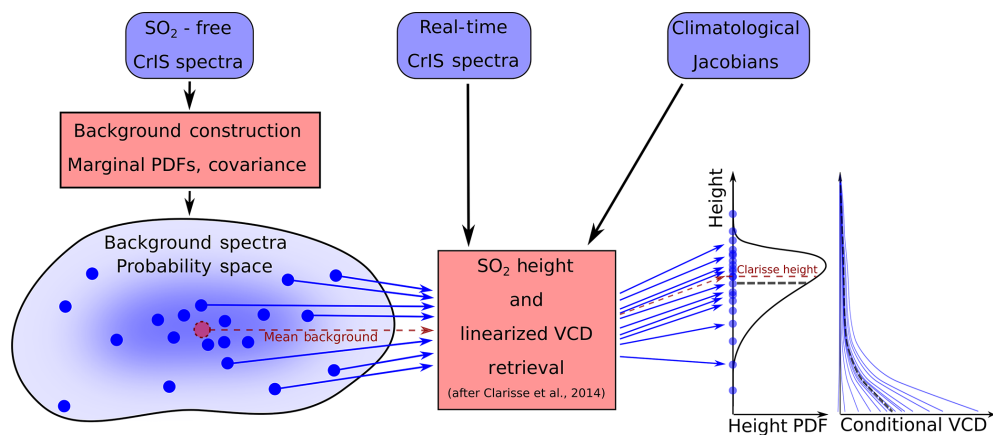 SO₂ - free
CrIS spectra
Real-time
CrIS spectra
Climatological
Jacobians
Background construction
Marginal PDFs, covariance
Background spectra
Probability space
Mean background
SO₂ height
and
linearized VCD
retrieval
(after Clarisse et al., 2014)
Height
Clarisse height
Height PDF
Conditional VCD